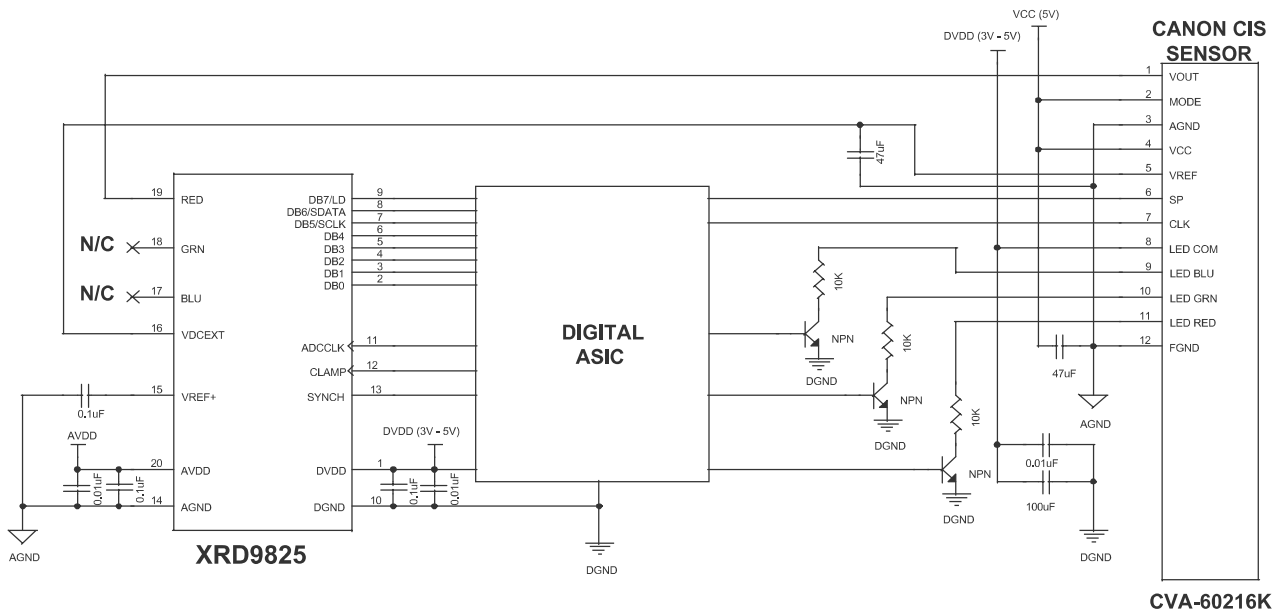 VCC (5V)
DVDD (3V - 5V)
CANON CIS
SENSOR
1 VOUT
2 MODE
3 AGND
4 VCC
5 VREF
6 SP
7 CLK
8 LED COM
9 LED BLU
10 LED GRN
11 LED RED
12 FGND
CVA-60216K
47uF
19 RED
N/C 18 GRN
N/C 17 BLU
16 VDCEXT
15 VREF+
0.1uF
AVDD
20 AVDD
0.01uF
0.1uF
14 AGND
AGND
XRD9825
DB7/LD 9
DB6/SDATA 8
DB5/SCLK 7
DB4 6
DB3 5
DB2 4
DB1 3
DB0 2
ADCCLK 11
CLAMP 12
SYNCH 13
DVDD (3V - 5V)
DVDD 1
0.1uF
0.01uF
DGND 10
DIGITAL
ASIC
DGND
10K
NPN
DGND
10K
NPN
DGND
10K
NPN
DGND
47uF
AGND
0.01uF
100uF
DGND